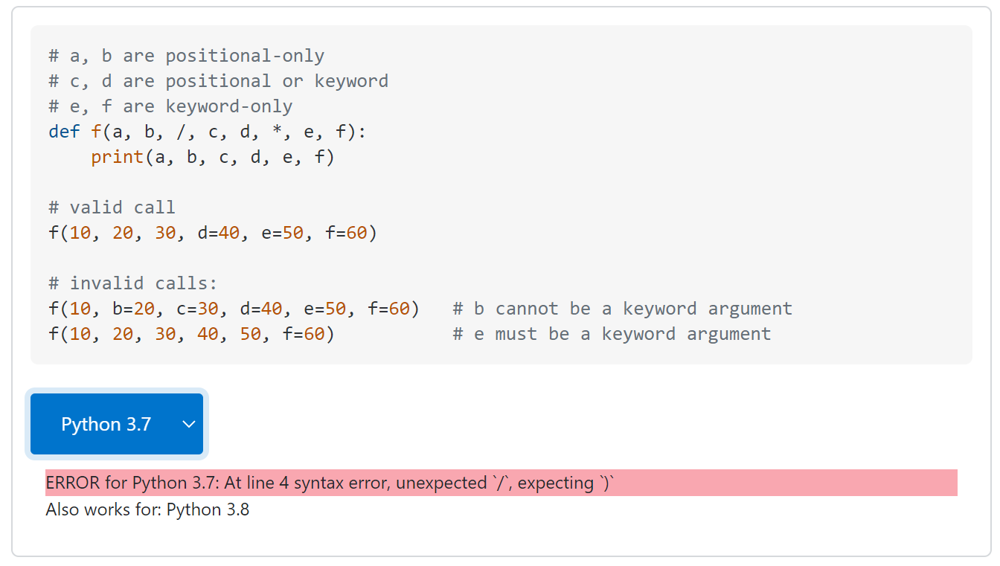 # a, b are positional-only
# c, d are positional or keyword
# e, f are keyword-only
def f(a, b, /, c, d, *, e, f):
    print(a, b, c, d, e, f)

# valid call
f(10, 20, 30, d=40, e=50, f=60)

# invalid calls:
f(10, b=20, c=30, d=40, e=50, f=60)   # b cannot be a keyword argument
f(10, 20, 30, 40, 50, f=60)           # e must be a keyword argument
Python 3.7
ERROR for Python 3.7: At line 4 syntax error, unexpected `/`, expecting `)`
Also works for: Python 3.8